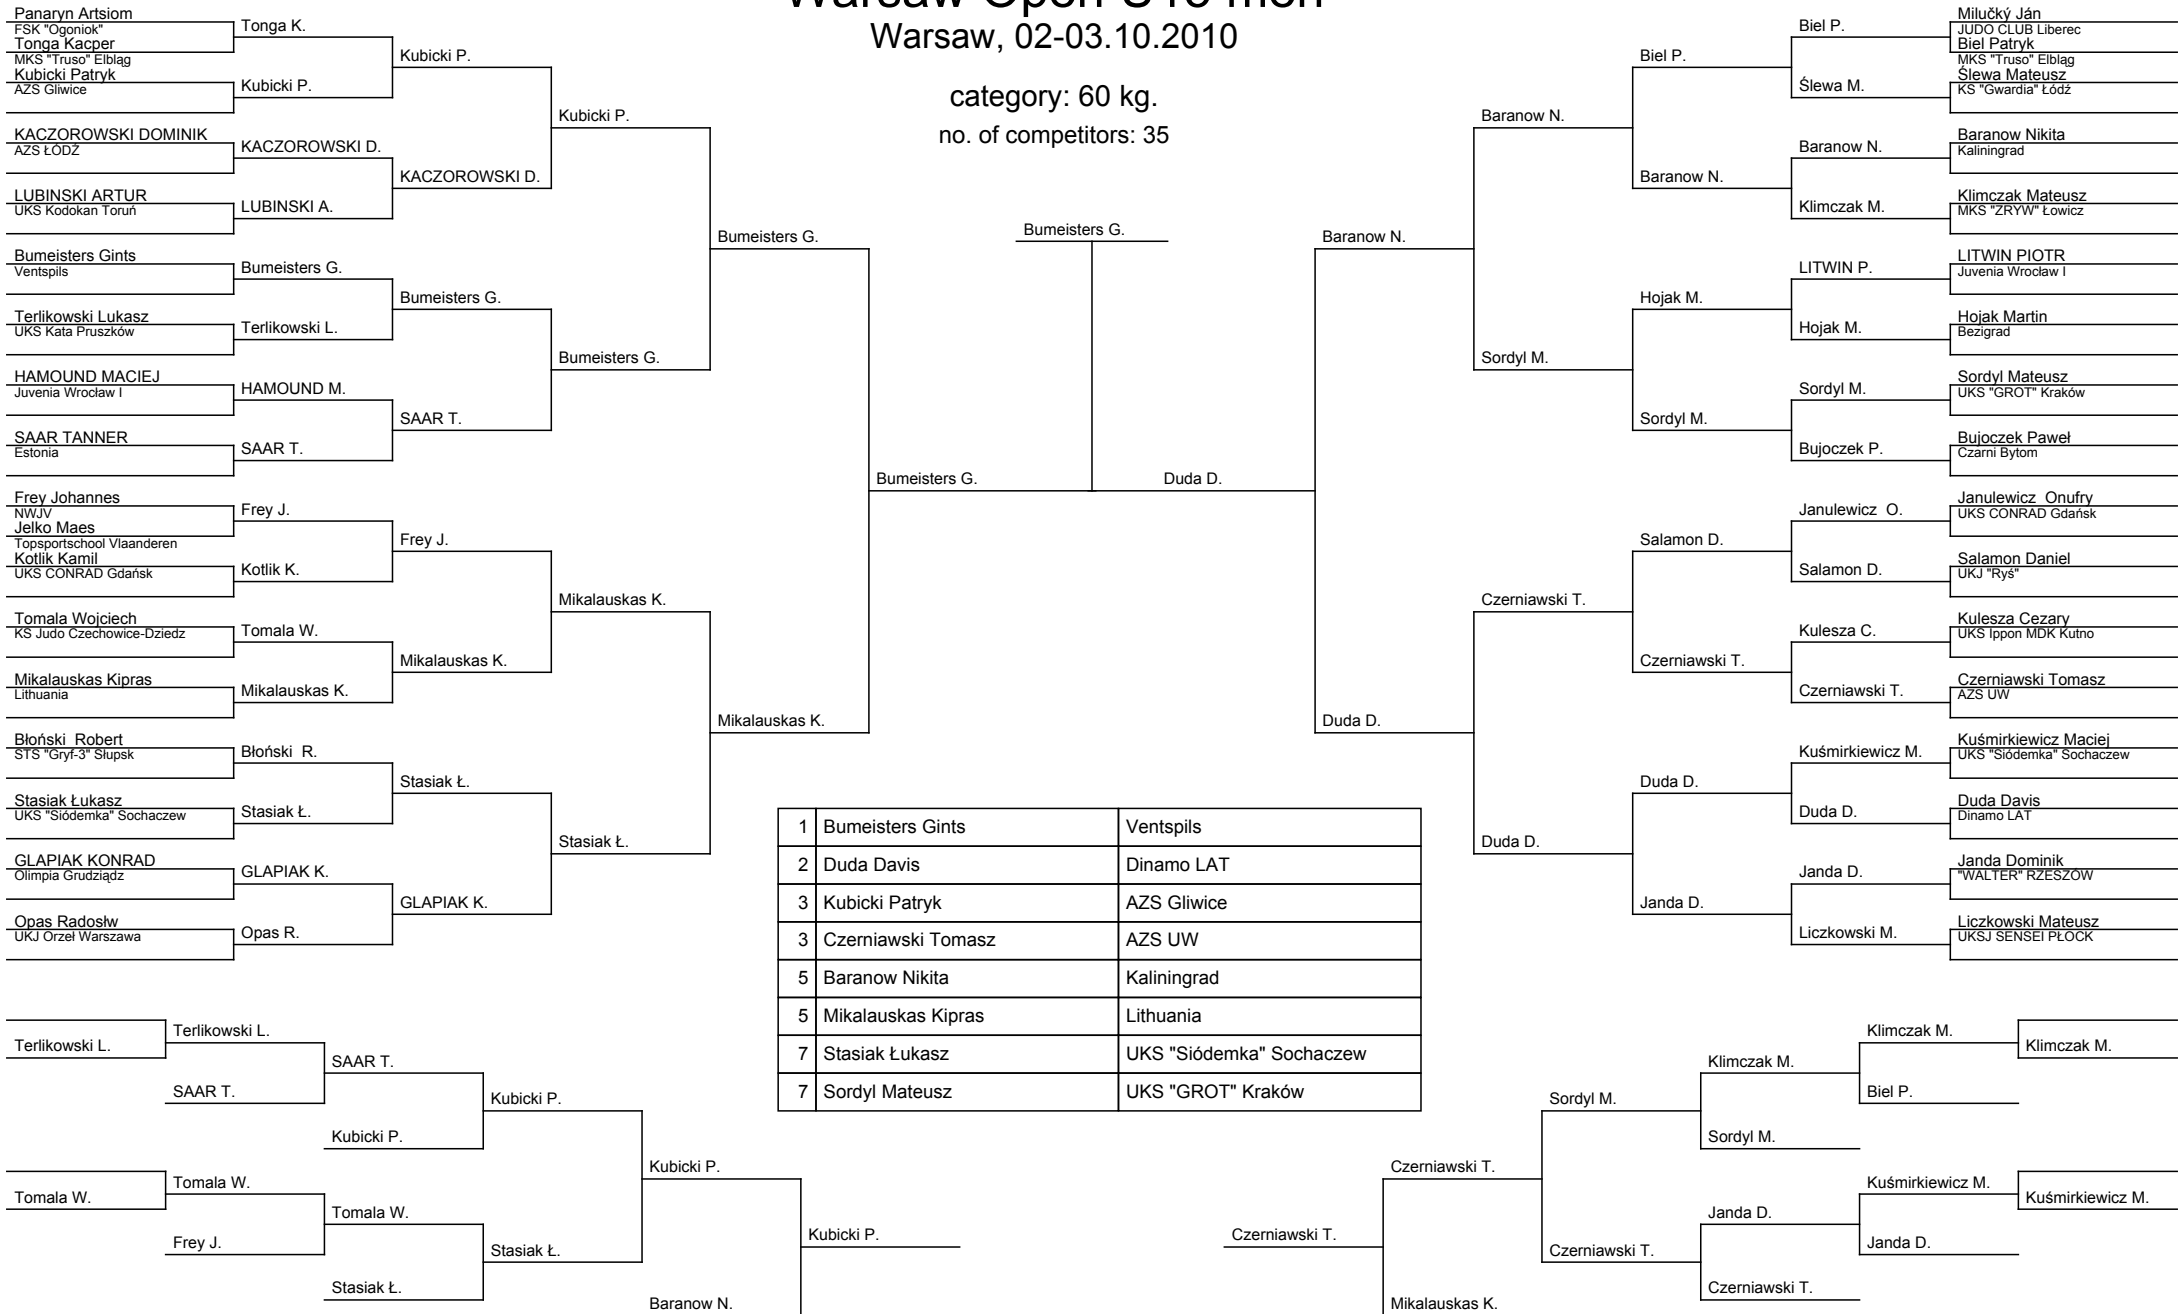 Warsaw Open U15 men
Warsaw, 02-03.10.2010
category: 60 kg.
no. of competitors: 35
Panaryn Artsiom
FSK "Ogoniok"
Tonga Kacper
MKS "Truso" Elbląg
Kubicki Patryk
AZS Gliwice
KACZOROWSKI DOMINIK
AZS ŁÓDŹ
LUBINSKI ARTUR
UKS Kodokan Toruń
Bumeisters Gints
Ventspils
Terlikowski Lukasz
UKS Kata Pruszków
HAMOUND MACIEJ
Juvenia Wrocław I
SAAR TANNER
Estonia
Frey Johannes
NWJV
Jelko Maes
Topsportschool Vlaanderen
Kotlik Kamil
UKS CONRAD Gdańsk
Tomala Wojciech
KS Judo Czechowice-Dziedz
Mikalauskas Kipras
Lithuania
Błoński  Robert
STS "Gryf-3" Słupsk
Stasiak Łukasz
UKS "Siódemka" Sochaczew
GLAPIAK KONRAD
Olimpia Grudziądz
Opas Radosłw
UKJ Orzeł Warszawa
Tonga K.
Kubicki P.
KACZOROWSKI D.
LUBINSKI A.
Bumeisters G.
Terlikowski L.
HAMOUND M.
SAAR T.
Frey J.
Kotlik K.
Tomala W.
Mikalauskas K.
Błoński  R.
Stasiak Ł.
GLAPIAK K.
Opas R.
Kubicki P.
KACZOROWSKI D.
Bumeisters G.
SAAR T.
Frey J.
Mikalauskas K.
Stasiak Ł.
GLAPIAK K.
Kubicki P.
Bumeisters G.
Mikalauskas K.
Stasiak Ł.
Bumeisters G.
Mikalauskas K.
Bumeisters G.
Bumeisters G.
Duda D.
Baranow N.
Duda D.
Baranow N.
Sordyl M.
Czerniawski T.
Duda D.
Biel P.
Baranow N.
Hojak M.
Sordyl M.
Salamon D.
Czerniawski T.
Duda D.
Janda D.
Biel P.
Ślewa M.
Baranow N.
Klimczak M.
LITWIN P.
Hojak M.
Sordyl M.
Bujoczek P.
Janulewicz  O.
Salamon D.
Kulesza C.
Czerniawski T.
Kuśmirkiewicz M.
Duda D.
Janda D.
Liczkowski M.
Milučký Ján
JUDO CLUB Liberec
Biel Patryk
MKS "Truso" Elbląg
Ślewa Mateusz
KS "Gwardia" Łódź
Baranow Nikita
Kaliningrad
Klimczak Mateusz
MKS "ZRYW" Łowicz
LITWIN PIOTR
Juvenia Wrocław I
Hojak Martin
Bezigrad
Sordyl Mateusz
UKS "GROT" Kraków
Bujoczek Paweł
Czarni Bytom
Janulewicz  Onufry
UKS CONRAD Gdańsk
Salamon Daniel
UKJ "Ryś"
Kulesza Cezary
UKS Ippon MDK Kutno
Czerniawski Tomasz
AZS UW
Kuśmirkiewicz Maciej
UKS "Siódemka" Sochaczew
Duda Davis
Dinamo LAT
Janda Dominik
"WALTER" RZESZÓW
Liczkowski Mateusz
UKSJ SENSEI PŁOCK
1 Bumeisters Gints Ventspils
2 Duda Davis Dinamo LAT
3 Kubicki Patryk AZS Gliwice
3 Czerniawski Tomasz AZS UW
5 Baranow Nikita Kaliningrad
5 Mikalauskas Kipras Lithuania
7 Stasiak Łukasz UKS "Siódemka" Sochaczew
7 Sordyl Mateusz UKS "GROT" Kraków
Terlikowski L.
Tomala W.
Terlikowski L.
SAAR T.
Tomala W.
Frey J.
SAAR T.
Kubicki P.
Tomala W.
Stasiak Ł.
Kubicki P.
Stasiak Ł.
Kubicki P.
Baranow N.
Kubicki P.
Czerniawski T.
Czerniawski T.
Mikalauskas K.
Sordyl M.
Czerniawski T.
Klimczak M.
Sordyl M.
Janda D.
Czerniawski T.
Klimczak M.
Biel P.
Kuśmirkiewicz M.
Janda D.
Klimczak M.
Kuśmirkiewicz M.